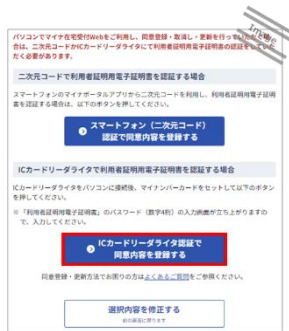 Image
パソコンでマイナ在宅受付Webをご利用し、同意登録・取消し・更新を行っていただく場
合は、二次元コードかICカードリーダライタにて利用者証明用電子証明書の認証をしていた
だく必要があります。
二次元コードで利用者証明用電子証明書を認証する場合
スマートフォンのマイナポータルアプリから二次元コードを利用し、利用者証明用電子証明
書を認証する場合は、以下のボタンを押してください。
スマートフォン（二次元コード）
認証で同意内容を登録する
ICカードリーダライタで利用者証明用電子証明書を認証する場合
ICカードリーダライタをパソコンに接続後、マイナンバーカードをセットして以下のボタン
を押してください。
※「利用者証明用電子証明書」のパスワード（数字4桁）の入力画面が立ち上がりますの
で、入力してください。
ICカードリーダライタ認証で
同意内容を登録する
同意登録・更新方法でお困りの方はよくあるご質問をご参照ください。
選択内容を修正する
前の画面に戻ります